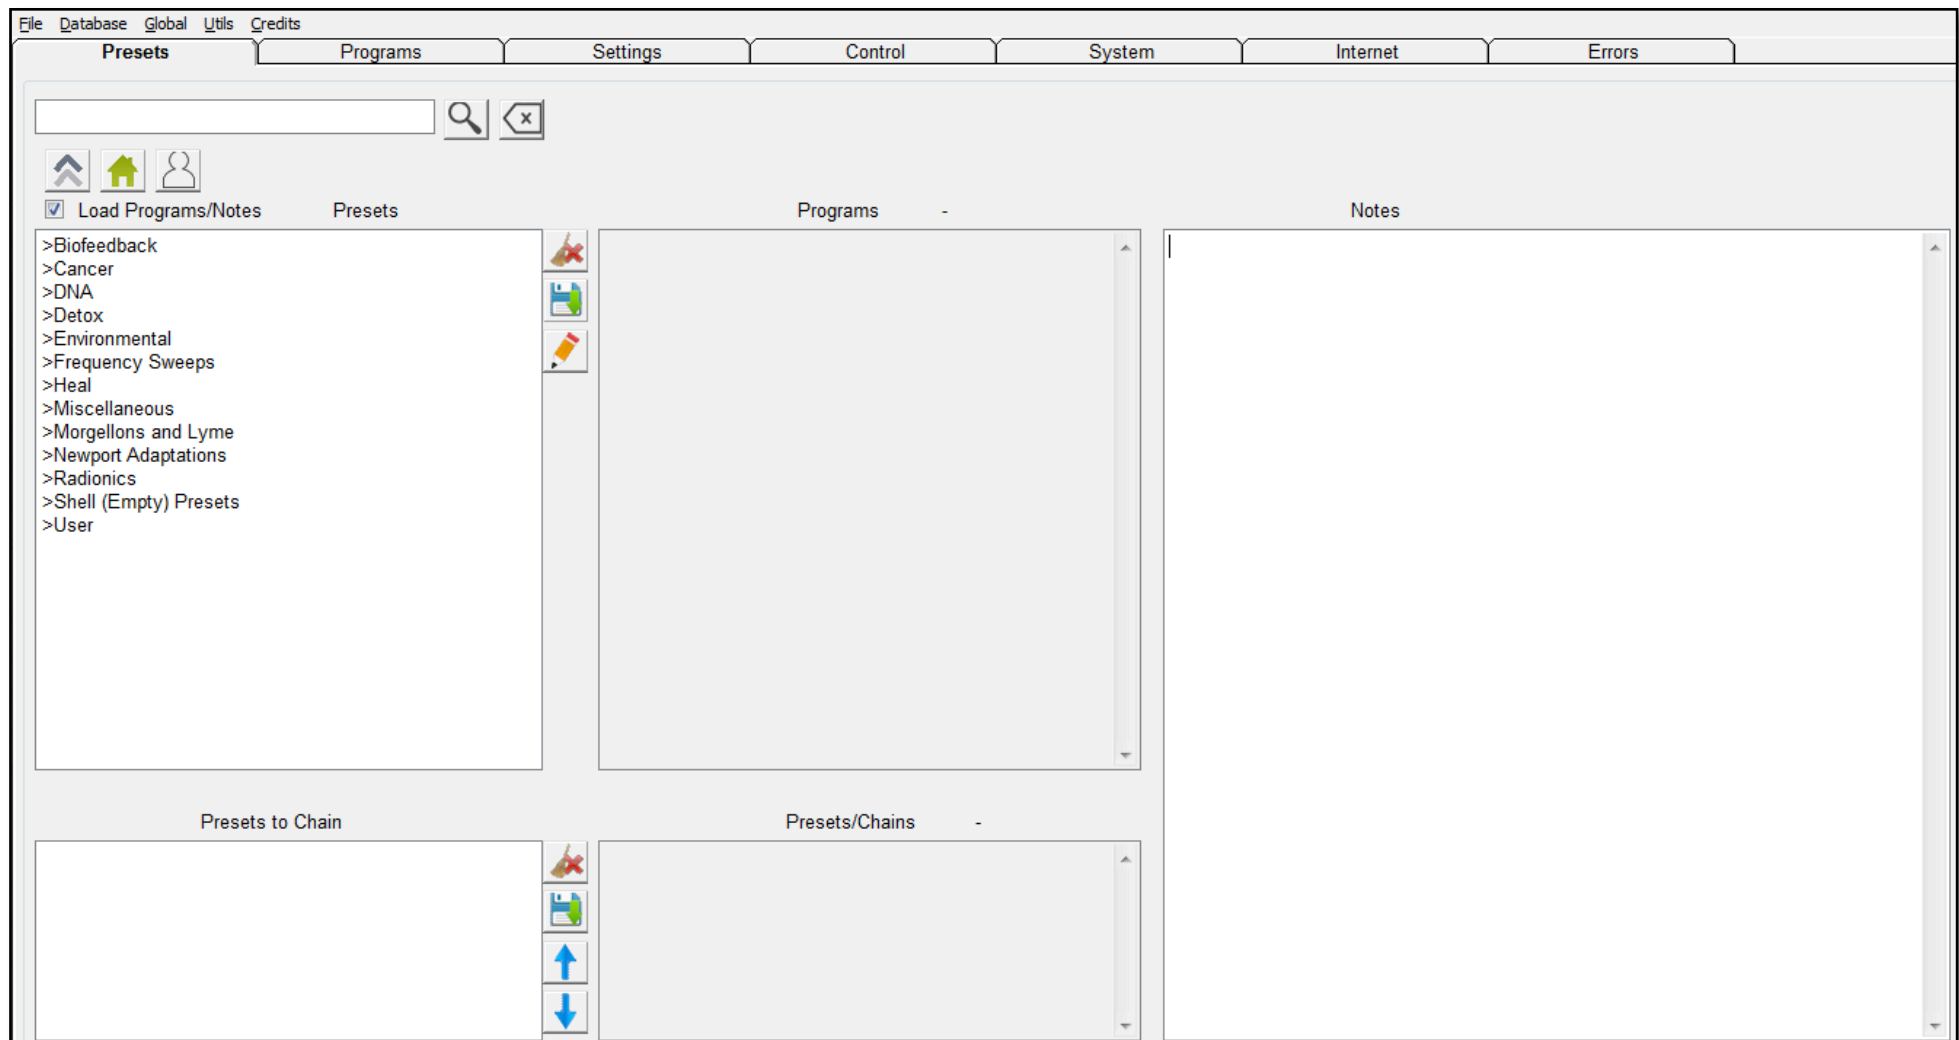 File Database Global Utils Credits
Presets Programs Settings Control System Internet Errors
Load Programs/Notes Presets Programs - Notes
>Biofeedback
>Cancer
>DNA
>Detox
>Environmental
>Frequency Sweeps
>Heal
>Miscellaneous
>Morgellons and Lyme
>Newport Adaptations
>Radionics
>Shell (Empty) Presets
>User
Presets to Chain Presets/Chains -